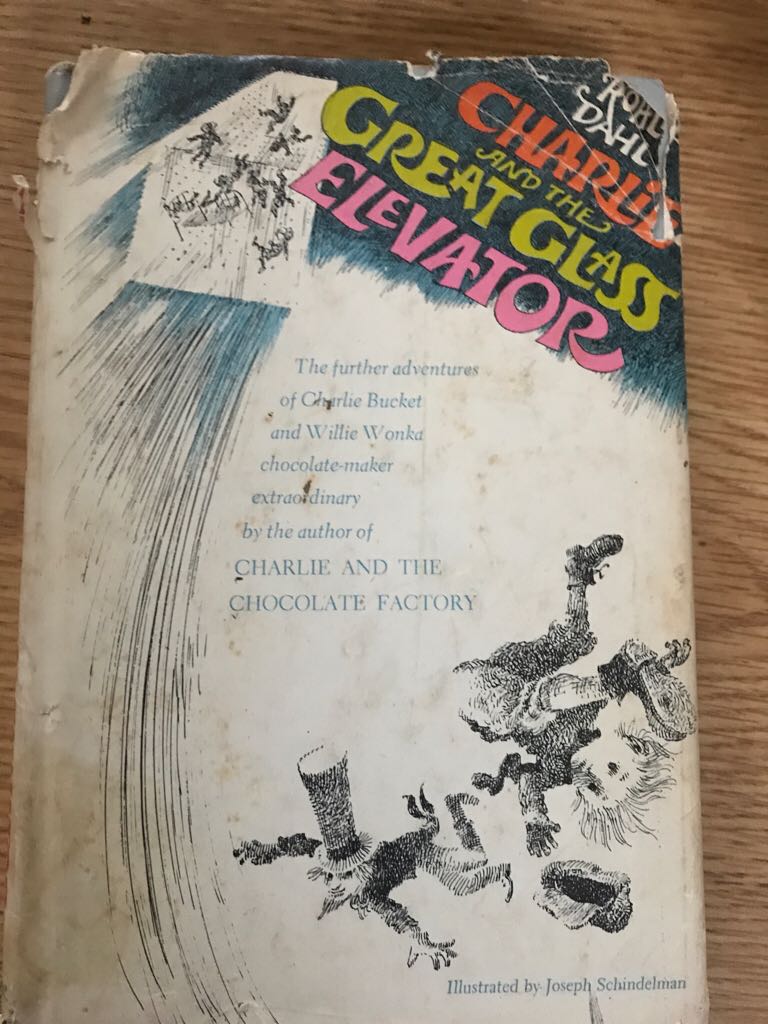 ROALD
DAHL
CHARLIE
AND THE
GREAT GLASS
ELEVATOR
The further adventures
of Charlie Bucket
and Willie Wonka
chocolate-maker
extraordinary
by the author of
CHARLIE AND THE
CHOCOLATE FACTORY
Illustrated by Joseph Schindelman